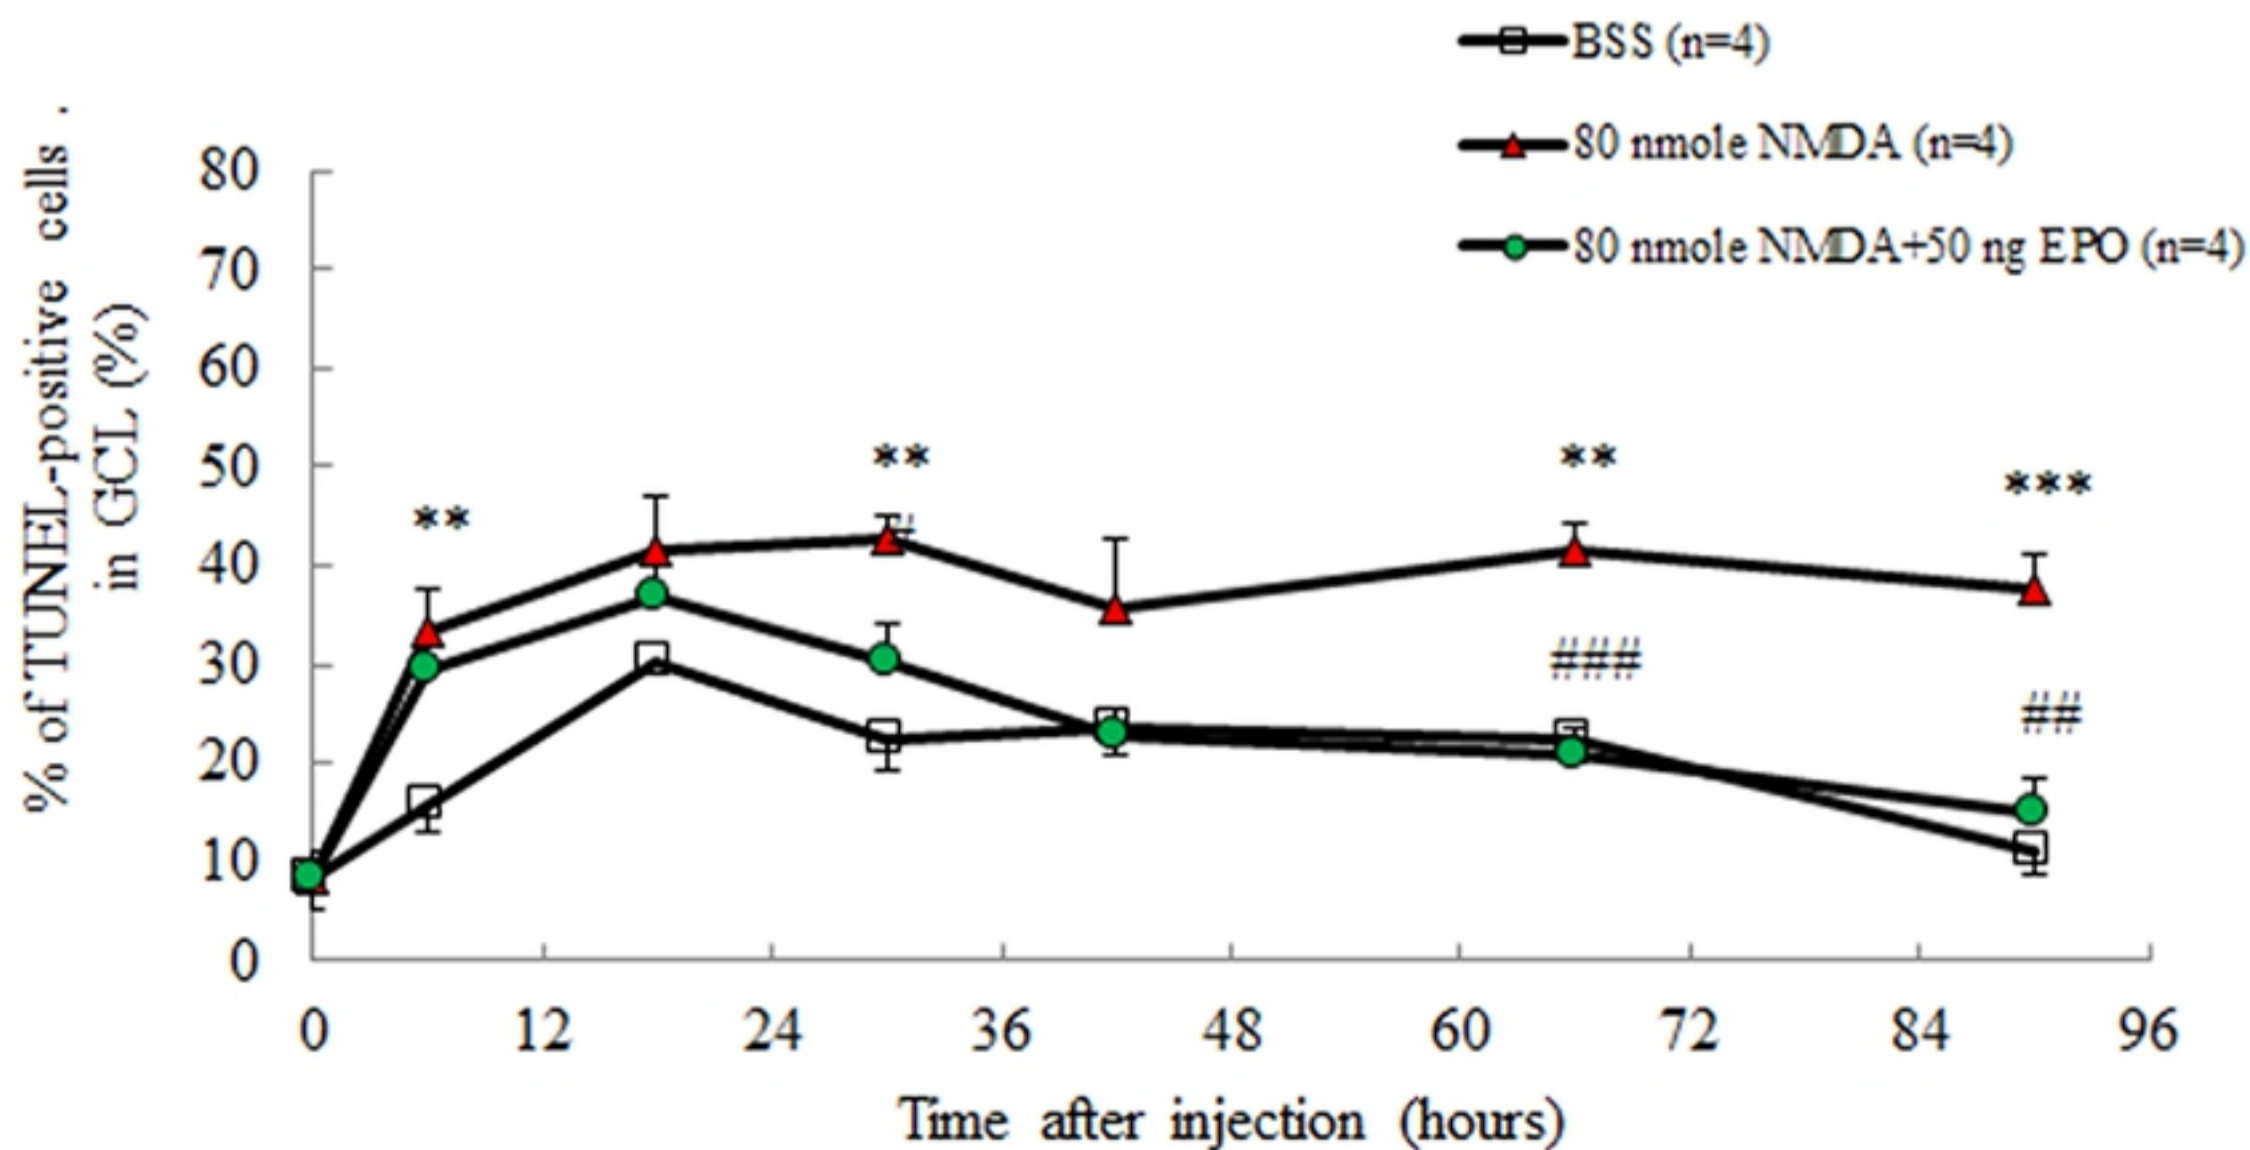 BSS (n=4)
80 nmole NMDA (n=4)
80 nmole NMDA+50 ng EPO (n=4)
% of TUNEL-positive cells .
in GCL (%)
80
70
60
50
40
30
20
10
0
**
**
**
***
#
###
##
0 12 24 36 48 60 72 84 96
Time after injection (hours)